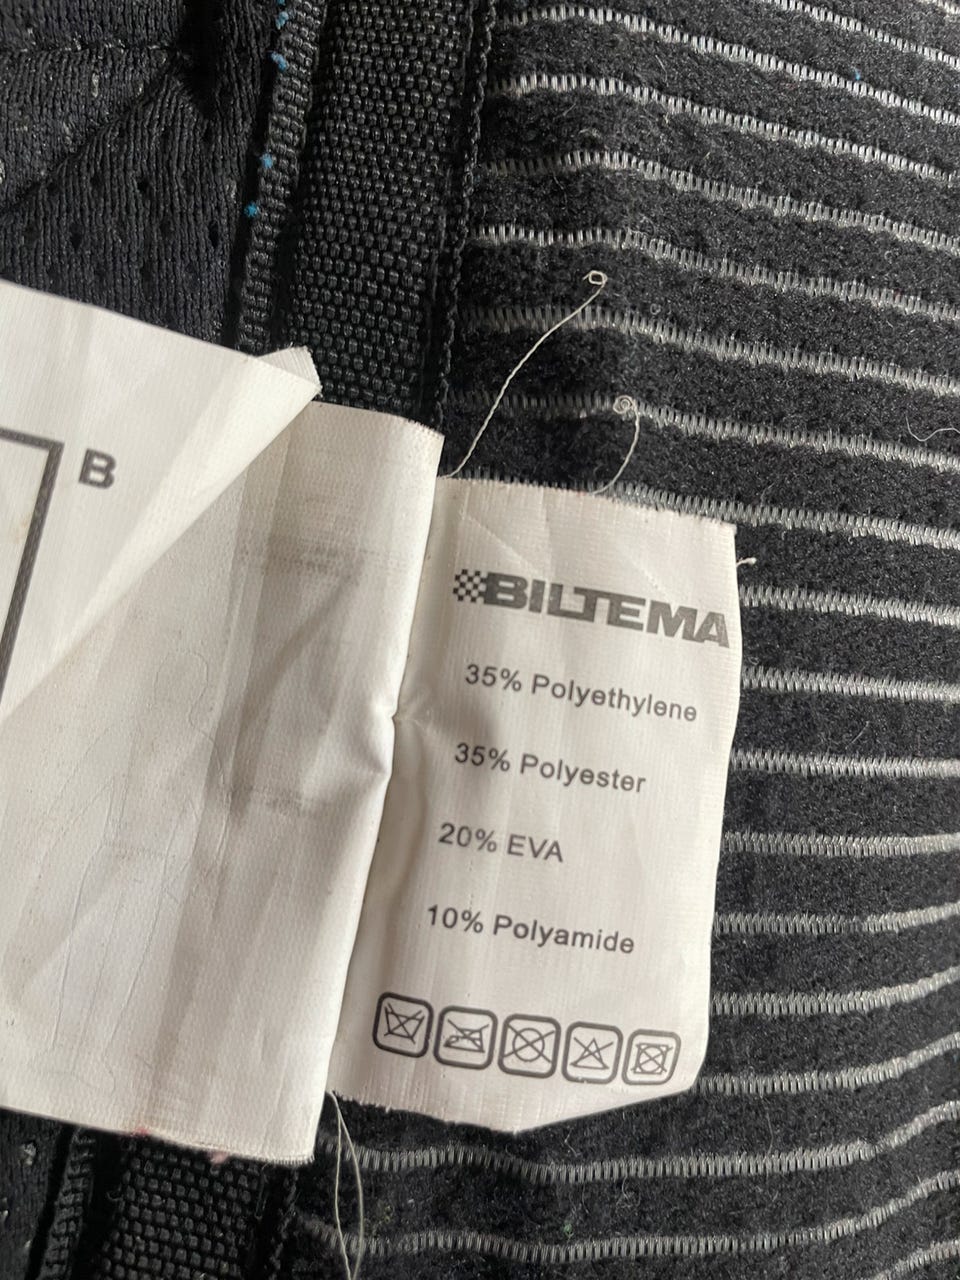 B
BILTEMA
35% Polyethylene
35% Polyester
20% EVA
10% Polyamide